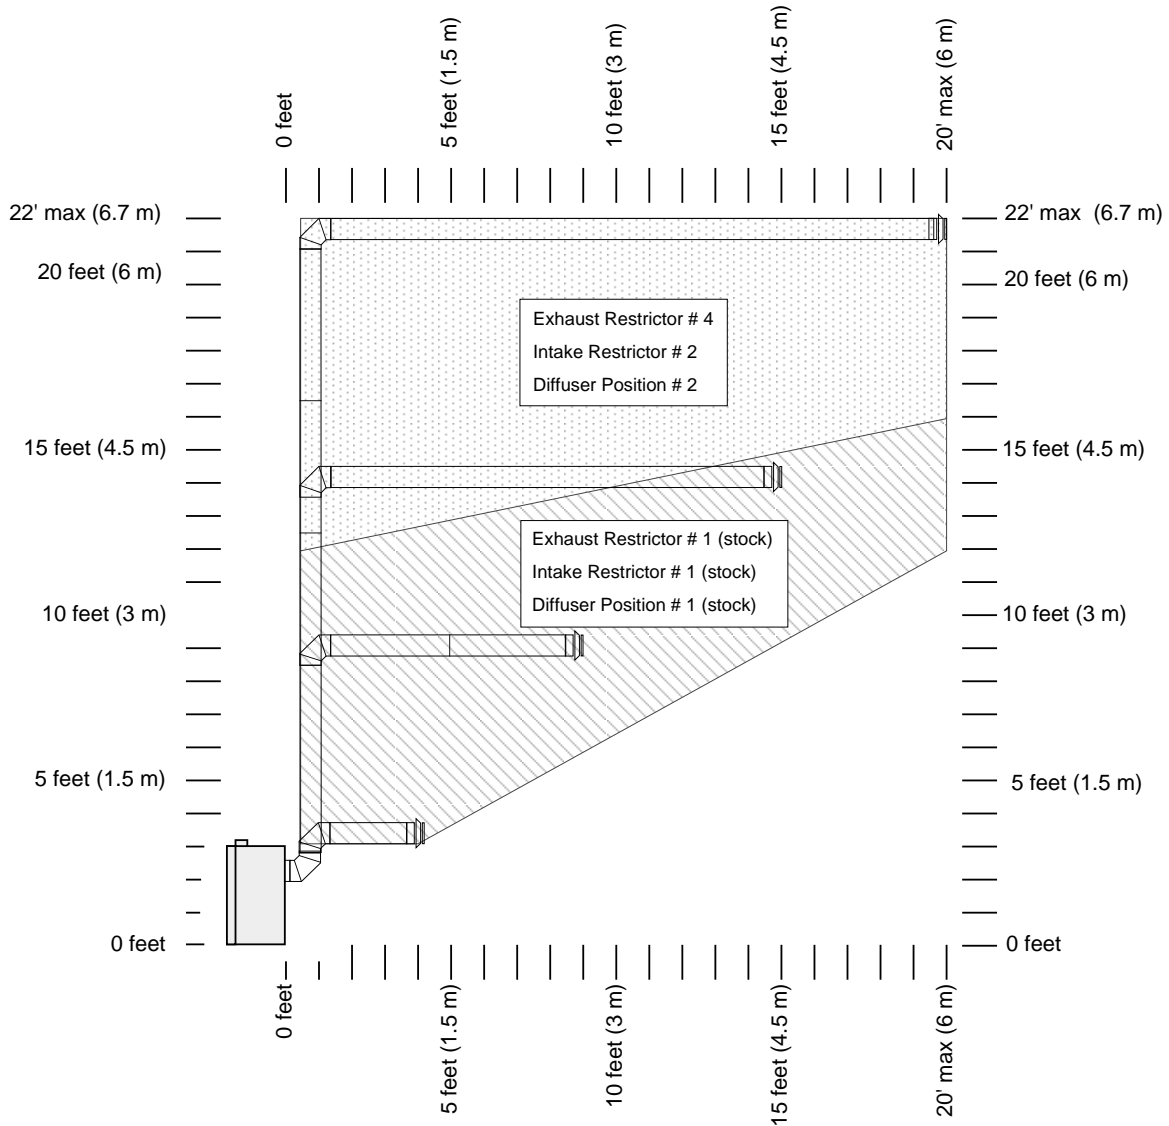 0 feet
5 feet (1.5 m)
10 feet (3 m)
15 feet (4.5 m)
20' max (6 m)
22' max (6.7 m)
20 feet (6 m)
15 feet (4.5 m)
10 feet (3 m)
5 feet (1.5 m)
0 feet
Exhaust Restrictor # 4
Intake Restrictor # 2
Diffuser Position # 2
Exhaust Restrictor # 1 (stock)
Intake Restrictor # 1 (stock)
Diffuser Position # 1 (stock)
22' max (6.7 m)
20 feet (6 m)
15 feet (4.5 m)
10 feet (3 m)
5 feet (1.5 m)
0 feet
0 feet
5 feet (1.5 m)
10 feet (3 m)
15 feet (4.5 m)
20' max (6 m)